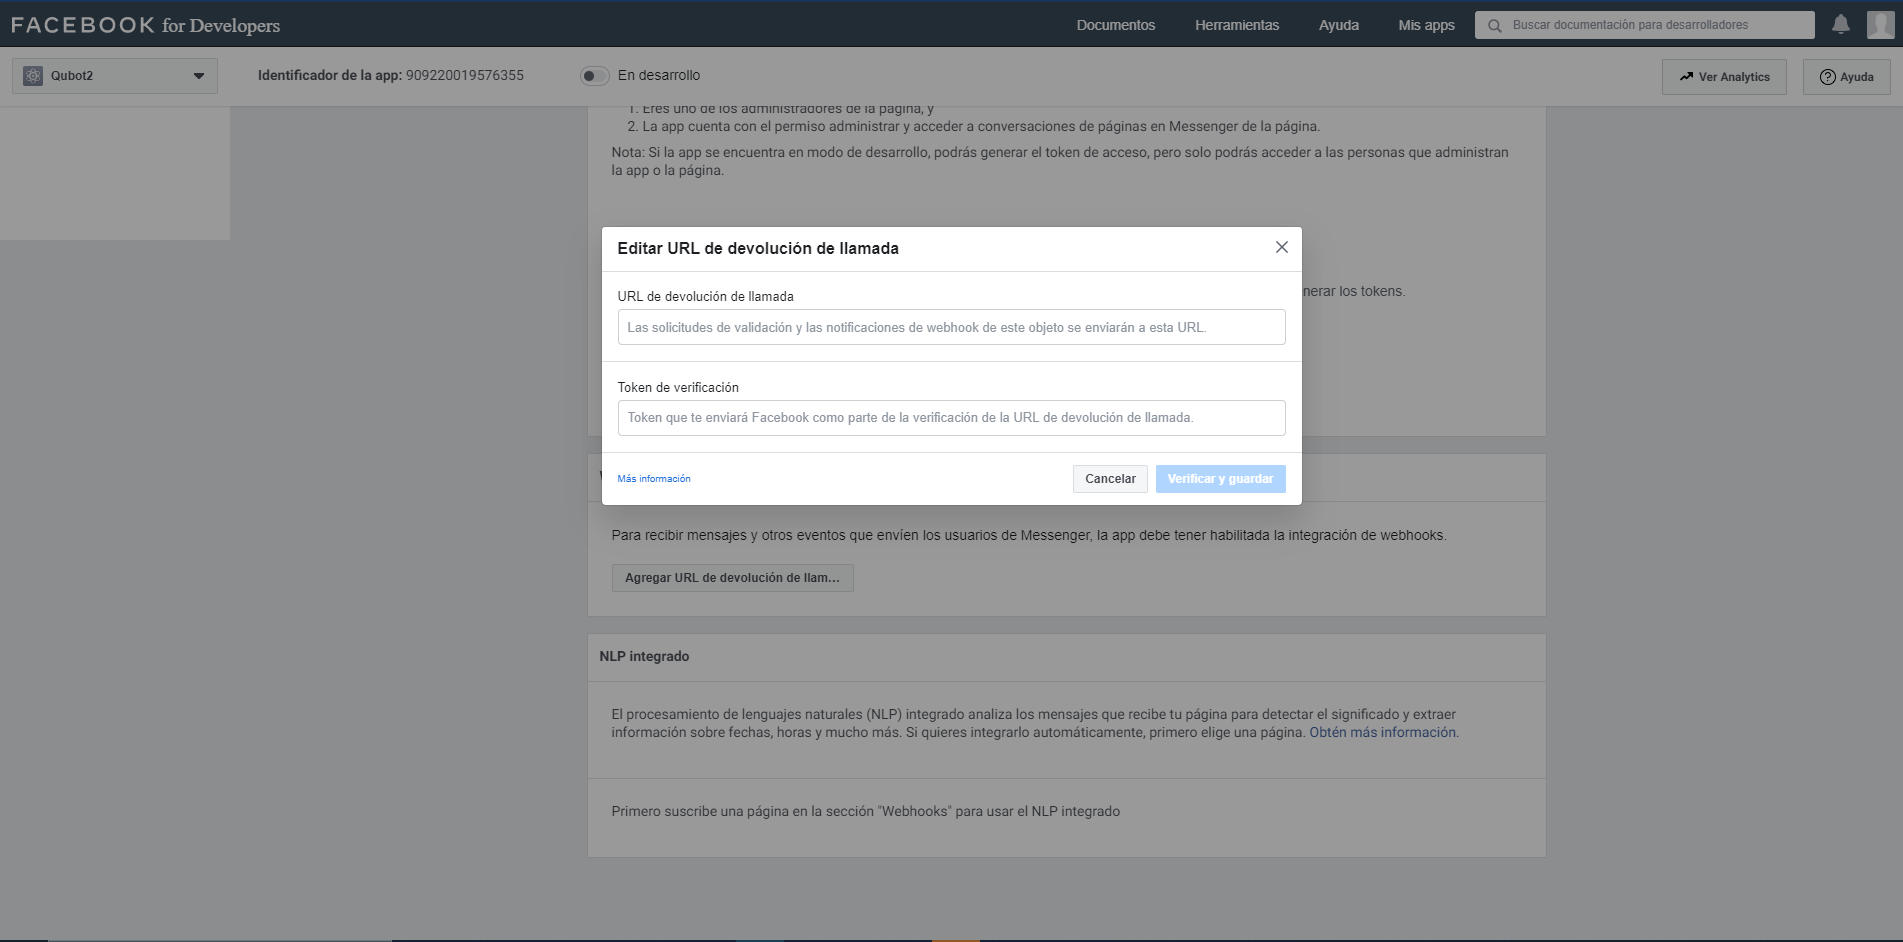 FACEBOOK for Developers
Documentos
Herramientas
Ayuda
Mis apps
Buscar documentación para desarrolladores
Qubot2
Identificador de la app: 909220019576355
En desarrollo
Ver Analytics
Ayuda
1. Eres uno de los administradores de la página, y
2. La app cuenta con el permiso administrar y acceder a conversaciones de páginas en Messenger de la página.
Nota: Si la app se encuentra en modo de desarrollo, podrás generar el token de acceso, pero solo podrás acceder a las personas que administran
la app o la página.
Editar URL de devolución de llamada
URL de devolución de llamada
nerar los tokens.
Las solicitudes de validación y las notificaciones de webhook de este objeto se enviarán a esta URL.
Token de verificación
Token que te enviará Facebook como parte de la verificación de la URL de devolución de llamada.
Más información
Cancelar
Verificar y guardar
Para recibir mensajes y otros eventos que envíen los usuarios de Messenger, la app debe tener habilitada la integración de webhooks.
Agregar URL de devolución de llam...
NLP integrado
El procesamiento de lenguajes naturales (NLP) integrado analiza los mensajes que recibe tu página para detectar el significado y extraer
información sobre fechas, horas y mucho más. Si quieres integrarlo automáticamente, primero elige una página. Obtén más información.
Primero suscribe una página en la sección "Webhooks" para usar el NLP integrado